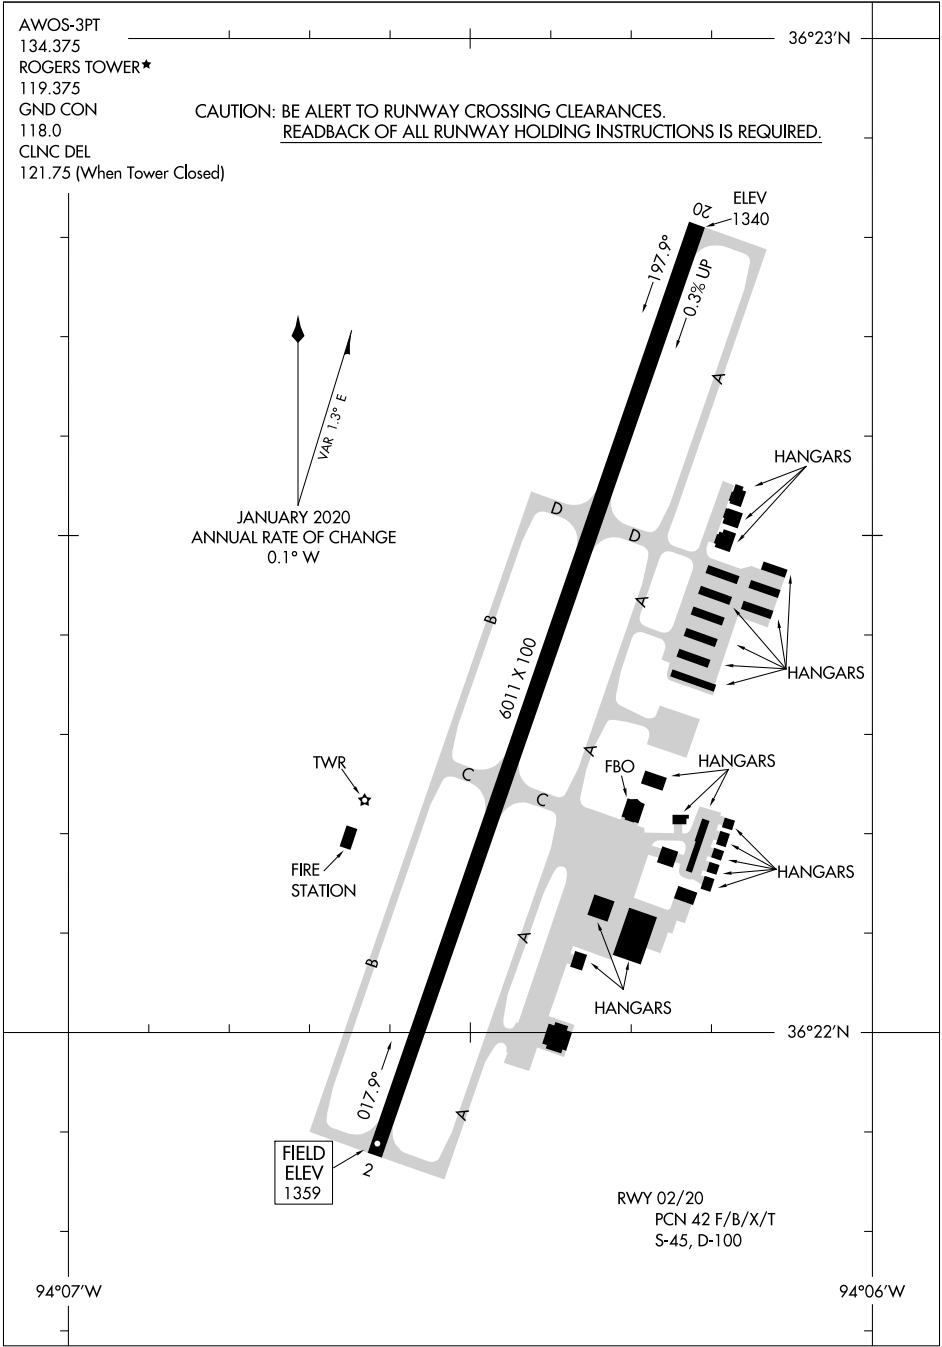 AWOS-3PT
134.375
ROGERS TOWER★
119.375
GND CON
118.0
CLNC DEL
121.75 (When Tower Closed)
36°23'N
CAUTION: BE ALERT TO RUNWAY CROSSING CLEARANCES.
READBACK OF ALL RUNWAY HOLDING INSTRUCTIONS IS REQUIRED.
ELEV
1340
20
197.9°
0.3% UP
A
VAR 1.3° E
JANUARY 2020
ANNUAL RATE OF CHANGE
0.1° W
HANGARS
D
D
A
B
6011 X 100
HANGARS
A
TWR
C
C
FBO
HANGARS
FIRE
STATION
HANGARS
A
B
HANGARS
36°22'N
017.9°
A
FIELD
ELEV
1359
2
RWY 02/20
PCN 42 F/B/X/T
S-45, D-100
94°07'W
94°06'W